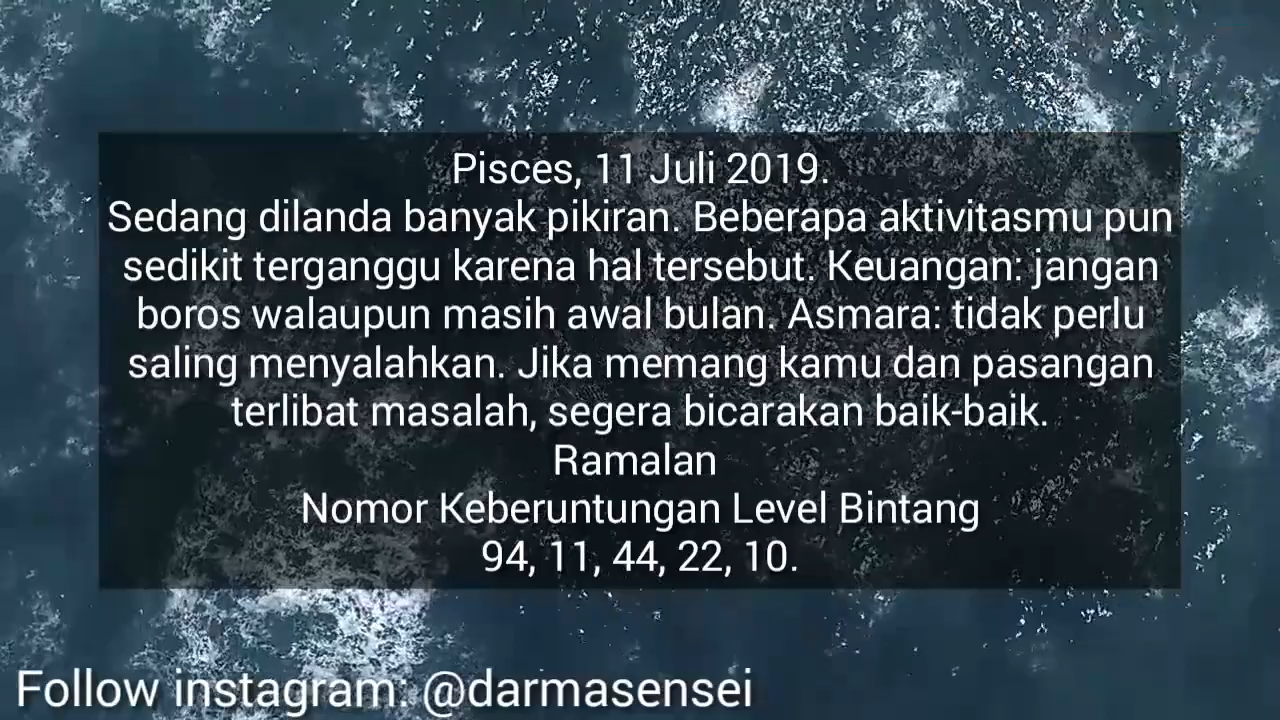 Pisces, 11 Juli 2019.
Sedang dilanda banyak pikiran. Beberapa aktivitasmu pun
sedikit terganggu karena hal tersebut. Keuangan: jangan
boros walaupun masih awal bulan. Asmara: tidak perlu
saling menyalahkan. Jika memang kamu dan pasangan
terlibat masalah, segera bicarakan baik-baik.
Ramalan
Nomor Keberuntungan Level Bintang
94, 11, 44, 22, 10.
Follow instagram: @darmasensei